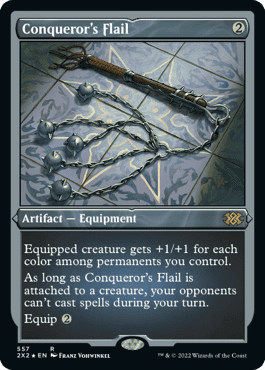 Conqueror's Flail 2
Artifact — Equipment
Equipped creature gets +1/+1 for each
color among permanents you control.
As long as Conqueror's Flail is
attached to a creature, your opponents
can't cast spells during your turn.
Equip 2
557 R
2X2 ★ EN Franz Vohwinkel ™ & © 2022 Wizards of the Coast